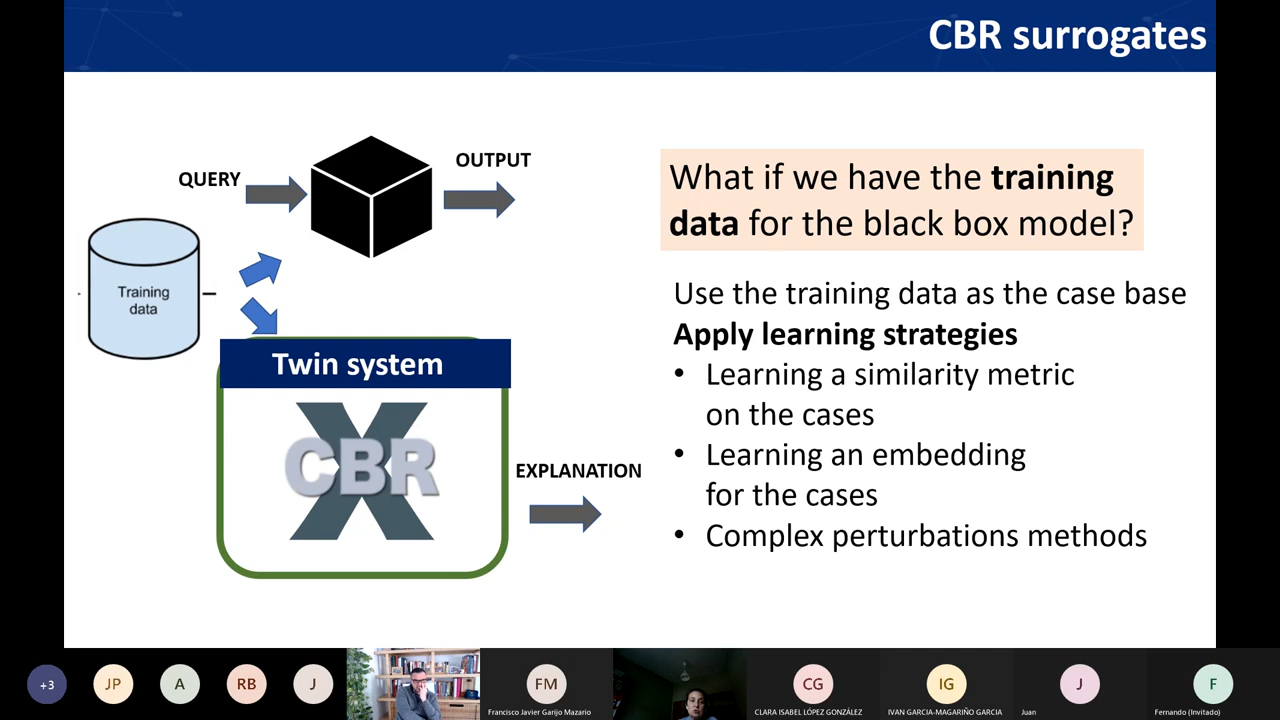 CBR surrogates
QUERY
OUTPUT
Training
data
Twin system
CBR
X
EXPLANATION
What if we have the training
data for the black box model?
Use the training data as the case base
Apply learning strategies
• Learning a similarity metric
on the cases
• Learning an embedding
for the cases
• Complex perturbations methods
+3
JP
A
RB
J
FM
Francisco Javier Garijo Mazario
CG
CLARA ISABEL LÓPEZ GONZÁLEZ
IG
IVAN GARCIA-MAGARIÑO GARCIA
J
Juan
F
Fernando (Invitado)